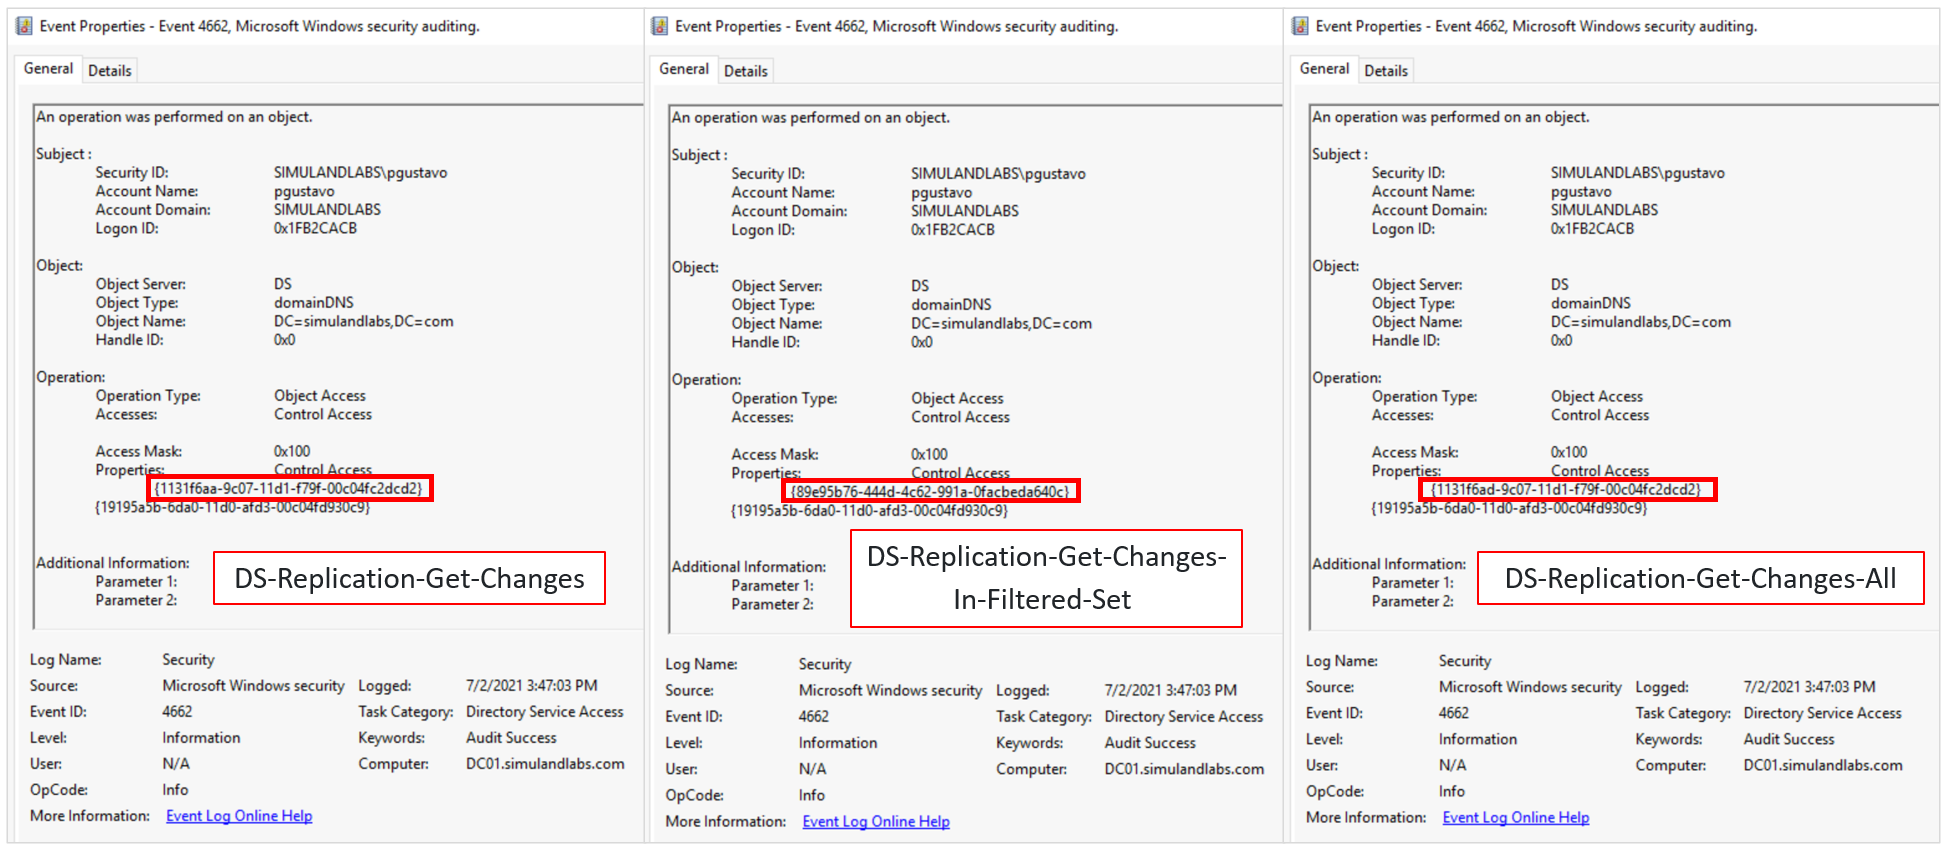 Event Properties - Event 4662, Microsoft Windows security auditing.
General Details
An operation was performed on an object.
Subject :
Security ID: SIMULANDLABS\pgustavo
Account Name: pgustavo
Account Domain: SIMULANDLABS
Logon ID: 0x1FB2CACB
Object:
Object Server: DS
Object Type: domainDNS
Object Name: DC=simulandlabs,DC=com
Handle ID: 0x0
Operation:
Operation Type: Object Access
Accesses: Control Access
Access Mask: 0x100
Properties: Control Access
{1131f6aa-9c07-11d1-f79f-00c04fc2dcd2}
{19195a5b-6da0-11d0-afd3-00c04fd930c9}
Additional Information:
Parameter 1:
Parameter 2:
DS-Replication-Get-Changes
Log Name: Security
Source: Microsoft Windows security Logged: 7/2/2021 3:47:03 PM
Event ID: 4662 Task Category: Directory Service Access
Level: Information Keywords: Audit Success
User: N/A Computer: DC01.simulandlabs.com
OpCode: Info
More Information: Event Log Online Help
Event Properties - Event 4662, Microsoft Windows security auditing.
General Details
An operation was performed on an object.
Subject :
Security ID: SIMULANDLABS\pgustavo
Account Name: pgustavo
Account Domain: SIMULANDLABS
Logon ID: 0x1FB2CACB
Object:
Object Server: DS
Object Type: domainDNS
Object Name: DC=simulandlabs,DC=com
Handle ID: 0x0
Operation:
Operation Type: Object Access
Accesses: Control Access
Access Mask: 0x100
Properties: Control Access
{89e95b76-444d-4c62-991a-0facbeda640c}
{19195a5b-6da0-11d0-afd3-00c04fd930c9}
Additional Information:
Parameter 1:
Parameter 2:
DS-Replication-Get-Changes-
In-Filtered-Set
Log Name: Security
Source: Microsoft Windows security Logged: 7/2/2021 3:47:03 PM
Event ID: 4662 Task Category: Directory Service Access
Level: Information Keywords: Audit Success
User: N/A Computer: DC01.simulandlabs.com
OpCode: Info
More Information: Event Log Online Help
Event Properties - Event 4662, Microsoft Windows security auditing.
General Details
An operation was performed on an object.
Subject :
Security ID: SIMULANDLABS\pgustavo
Account Name: pgustavo
Account Domain: SIMULANDLABS
Logon ID: 0x1FB2CACB
Object:
Object Server: DS
Object Type: domainDNS
Object Name: DC=simulandlabs,DC=com
Handle ID: 0x0
Operation:
Operation Type: Object Access
Accesses: Control Access
Access Mask: 0x100
Properties: Control Access
{1131f6ad-9c07-11d1-f79f-00c04fc2dcd2}
{19195a5b-6da0-11d0-afd3-00c04fd930c9}
Additional Information:
Parameter 1:
Parameter 2:
DS-Replication-Get-Changes-All
Log Name: Security
Source: Microsoft Windows security Logged: 7/2/2021 3:47:03 PM
Event ID: 4662 Task Category: Directory Service Access
Level: Information Keywords: Audit Success
User: N/A Computer: DC01.simulandlabs.com
OpCode: Info
More Information: Event Log Online Help